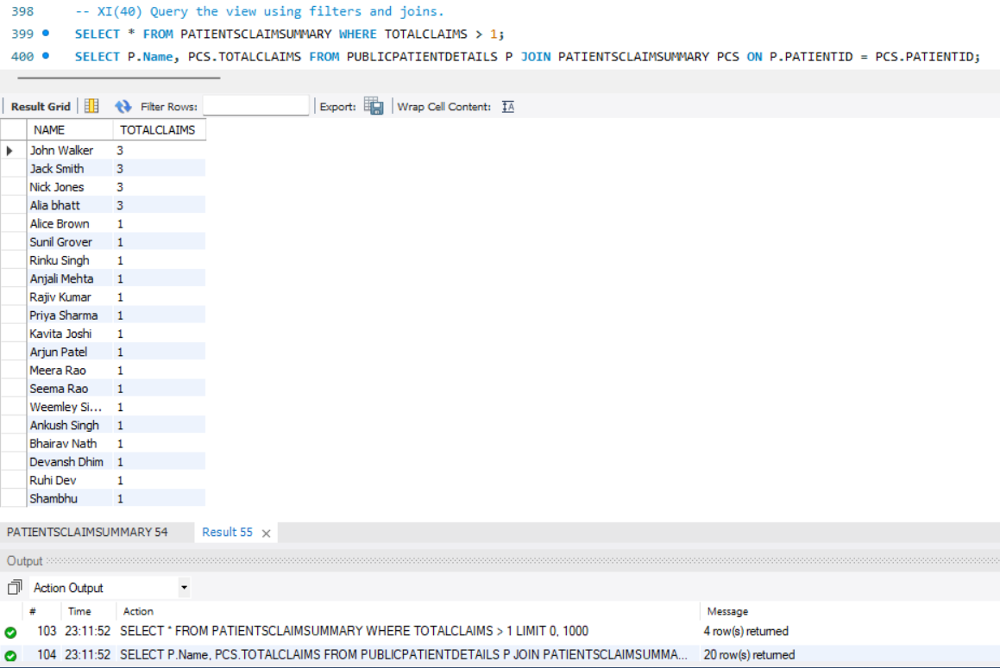 398 -- XI(40) Query the view using filters and joins.
399 SELECT * FROM PATIENTSCLAIMSUMMARY WHERE TOTALCLAIMS > 1;
400 SELECT P.Name, PCS.TOTALCLAIMS FROM PUBLICPATIENTDETAILS P JOIN PATIENTSCLAIMSUMMARY PCS ON P.PATIENTID = PCS.PATIENTID;
Result Grid Filter Rows: Export: Wrap Cell Content: IA
NAME TOTALCLAIMS
John Walker 3
Jack Smith 3
Nick Jones 3
Alia bhatt 3
Alice Brown 1
Sunil Grover 1
Rinku Singh 1
Anjali Mehta 1
Rajiv Kumar 1
Priya Sharma 1
Kavita Joshi 1
Arjun Patel 1
Meera Rao 1
Seema Rao 1
Weemley Si... 1
Ankush Singh 1
Bhairav Nath 1
Devansh Dhim 1
Ruhi Dev 1
Shambhu 1
PATIENTSCLAIMSUMMARY 54 Result 55
Output
Action Output
# Time Action Message
103 23:11:52 SELECT * FROM PATIENTSCLAIMSUMMARY WHERE TOTALCLAIMS > 1 LIMIT 0, 1000 4 row(s) returned
104 23:11:52 SELECT P.Name, PCS.TOTALCLAIMS FROM PUBLICPATIENTDETAILS P JOIN PATIENTSCLAIMSUMMA... 20 row(s) returned